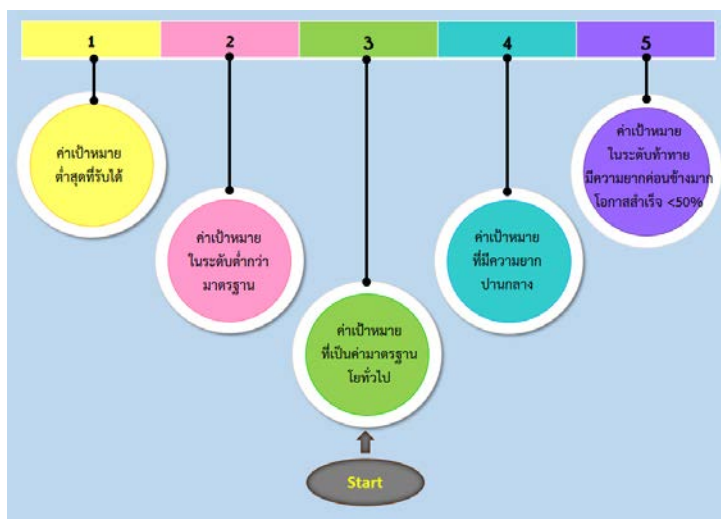 1
2
3
4
5
ค่าเป้าหมาย
ต่ำสุดที่รับได้
ค่าเป้าหมาย
ในระดับต่ำกว่า
มาตรฐาน
ค่าเป้าหมาย
ที่เป็นค่ามาตรฐาน
โยทั่วไป
ค่าเป้าหมาย
ที่มีความยาก
ปานกลาง
ค่าเป้าหมาย
ในระดับท้าทาย
มีความยากค่อนข้างมาก
โอกาสสำเร็จ <50%
Start